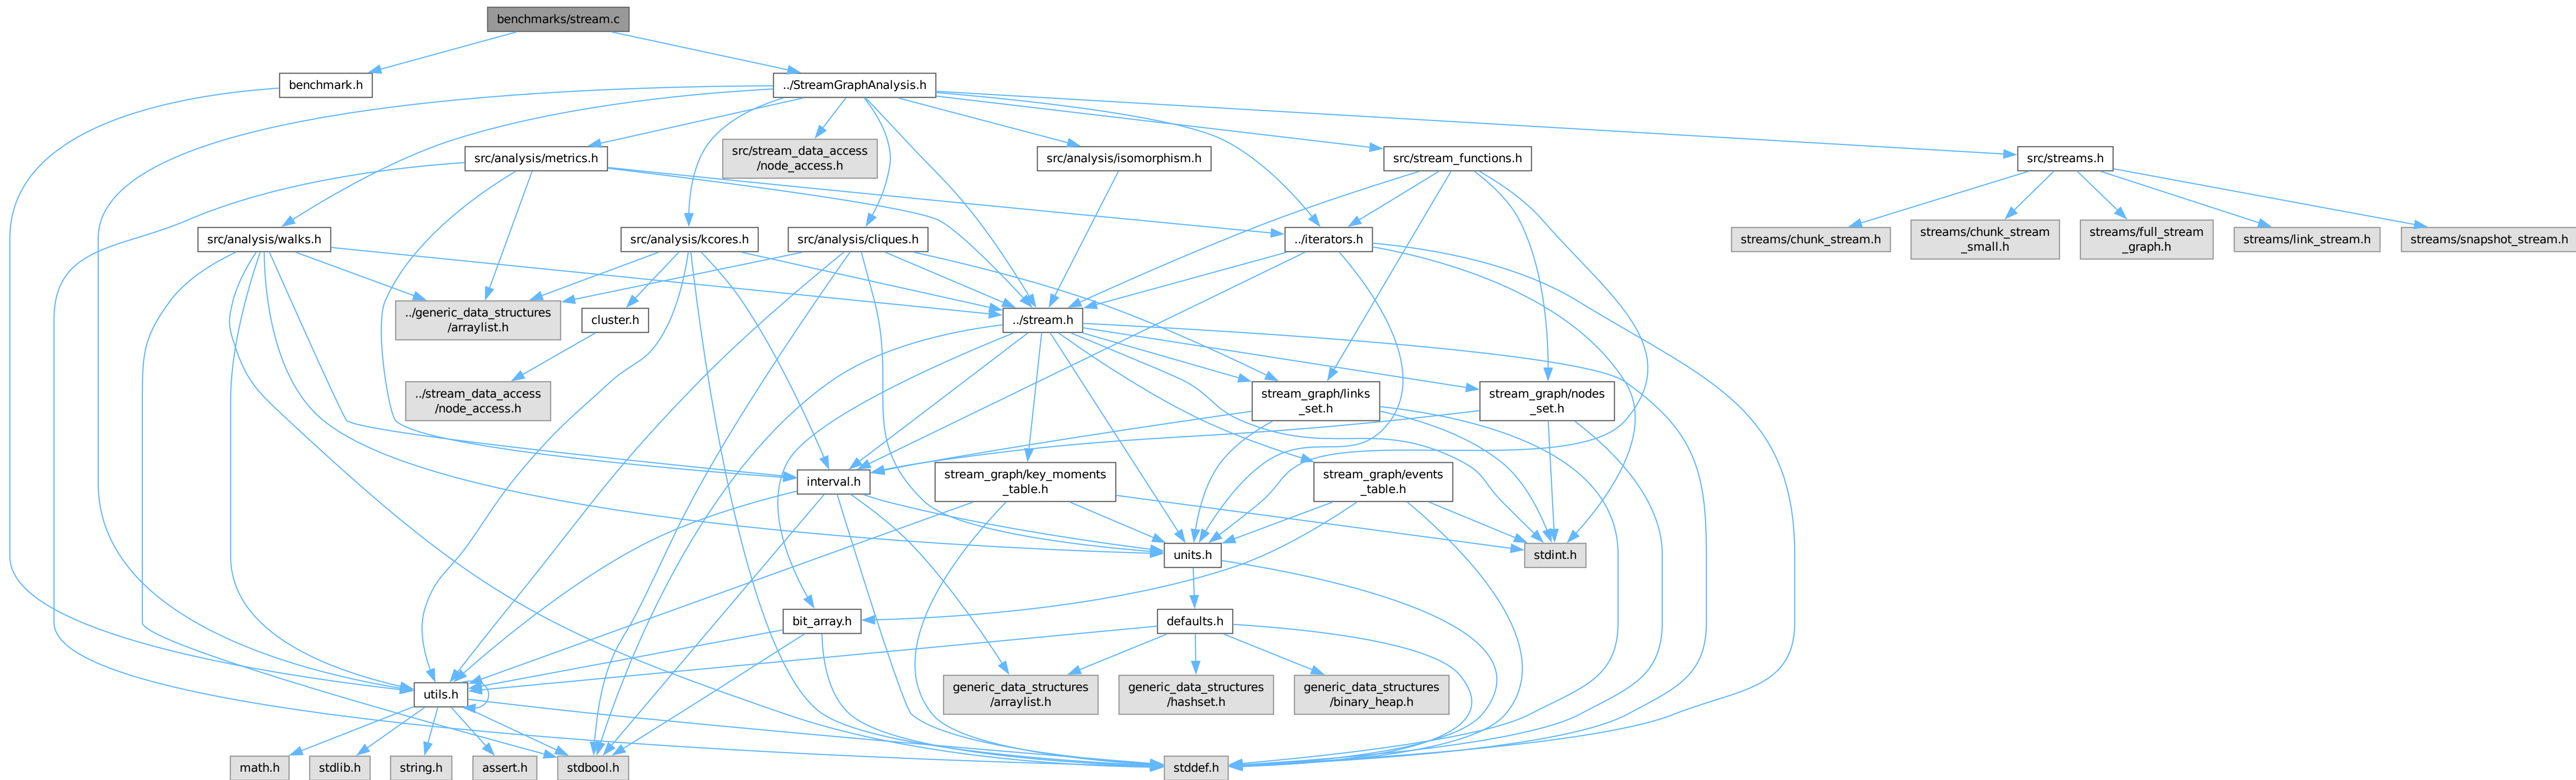 benchmarks/stream.c
benchmark.h
../StreamGraphAnalysis.h
src/analysis/metrics.h
src/stream_data_access
/node_access.h
src/analysis/isomorphism.h
src/stream_functions.h
src/streams.h
src/analysis/walks.h
src/analysis/kcores.h
src/analysis/cliques.h
../iterators.h
streams/chunk_stream.h
streams/chunk_stream
_small.h
streams/full_stream
_graph.h
streams/link_stream.h
streams/snapshot_stream.h
../generic_data_structures
/arraylist.h
cluster.h
../stream.h
../stream_data_access
/node_access.h
stream_graph/links
_set.h
stream_graph/nodes
_set.h
interval.h
stream_graph/key_moments
_table.h
stream_graph/events
_table.h
units.h
stdint.h
bit_array.h
defaults.h
utils.h
generic_data_structures
/arraylist.h
generic_data_structures
/hashset.h
generic_data_structures
/binary_heap.h
math.h
stdlib.h
string.h
assert.h
stdbool.h
stddef.h